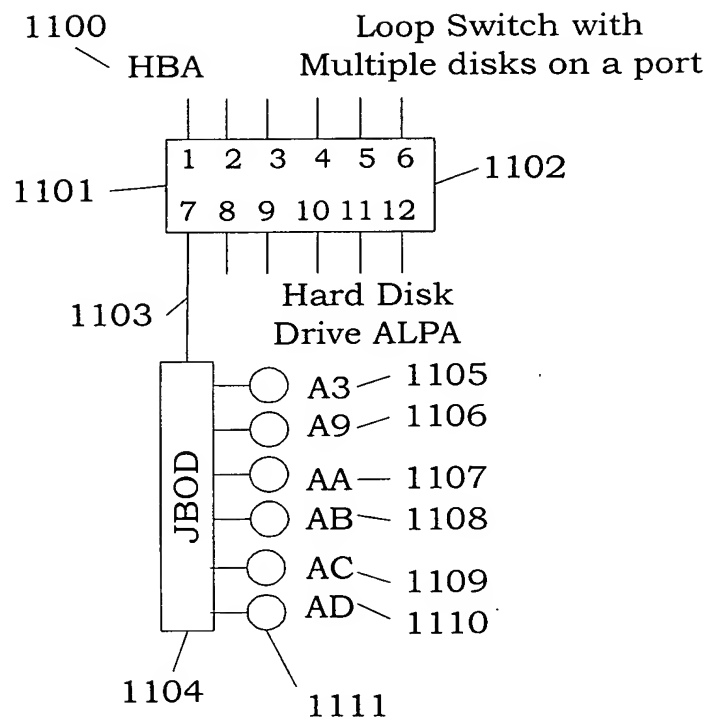 1100
HBA
Loop Switch with
Multiple disks on a port
1 2 3 4 5 6
1101
1102
7 8 9 10 11 12
1103
Hard Disk
Drive ALPA
JBOD
A3 1105
A9 1106
AA 1107
AB 1108
AC 1109
AD 1110
1104
1111